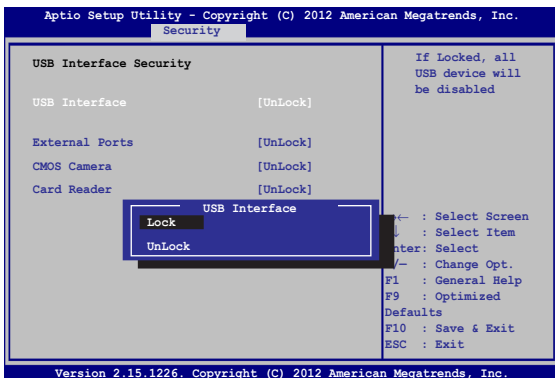 Aptio Setup Utility - Copyright (C) 2012 American Megatrends, Inc.
Security
USB Interface Security
USB Interface [UnLock]
External Ports [UnLock]
CMOS Camera [UnLock]
Card Reader [UnLock]
USB Interface
Lock
UnLock
If Locked, all
USB device will
be disabled
← : Select Screen
↓ : Select Item
nter: Select
/— : Change Opt.
F1 : General Help
F9 : Optimized
Defaults
F10 : Save & Exit
ESC : Exit
Version 2.15.1226. Copyright (C) 2012 American Megatrends, Inc.